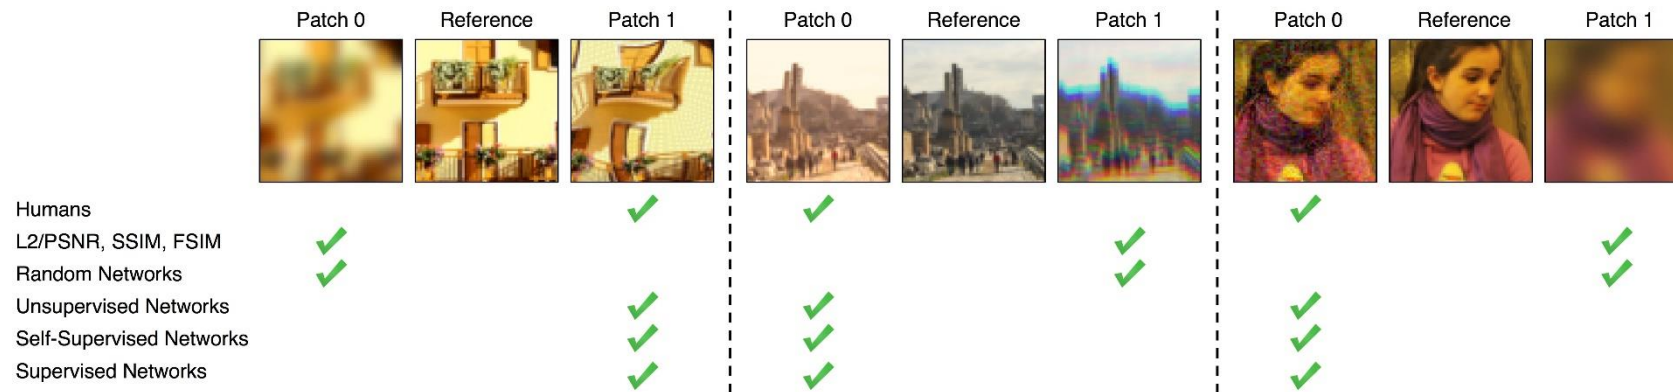 Patch 0 Reference Patch 1 Patch 0 Reference Patch 1 Patch 0 Reference Patch 1
Humans
L2/PSNR, SSIM, FSIM
Random Networks
Unsupervised Networks
Self-Supervised Networks
Supervised Networks